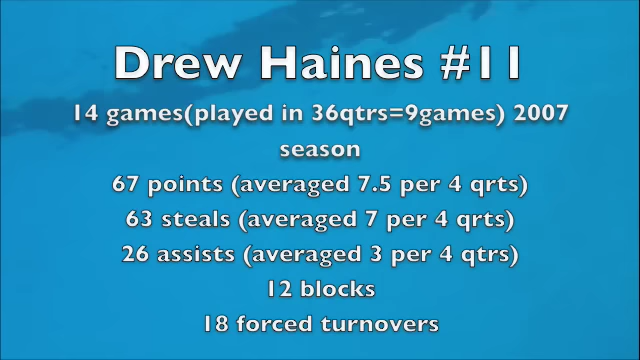 Drew Haines #11
14 games(played in 36qtrs=9games) 2007
season
67 points (averaged 7.5 per 4 qrts)
63 steals (averaged 7 per 4 qrts)
26 assists (averaged 3 per 4 qtrs)
12 blocks
18 forced turnovers